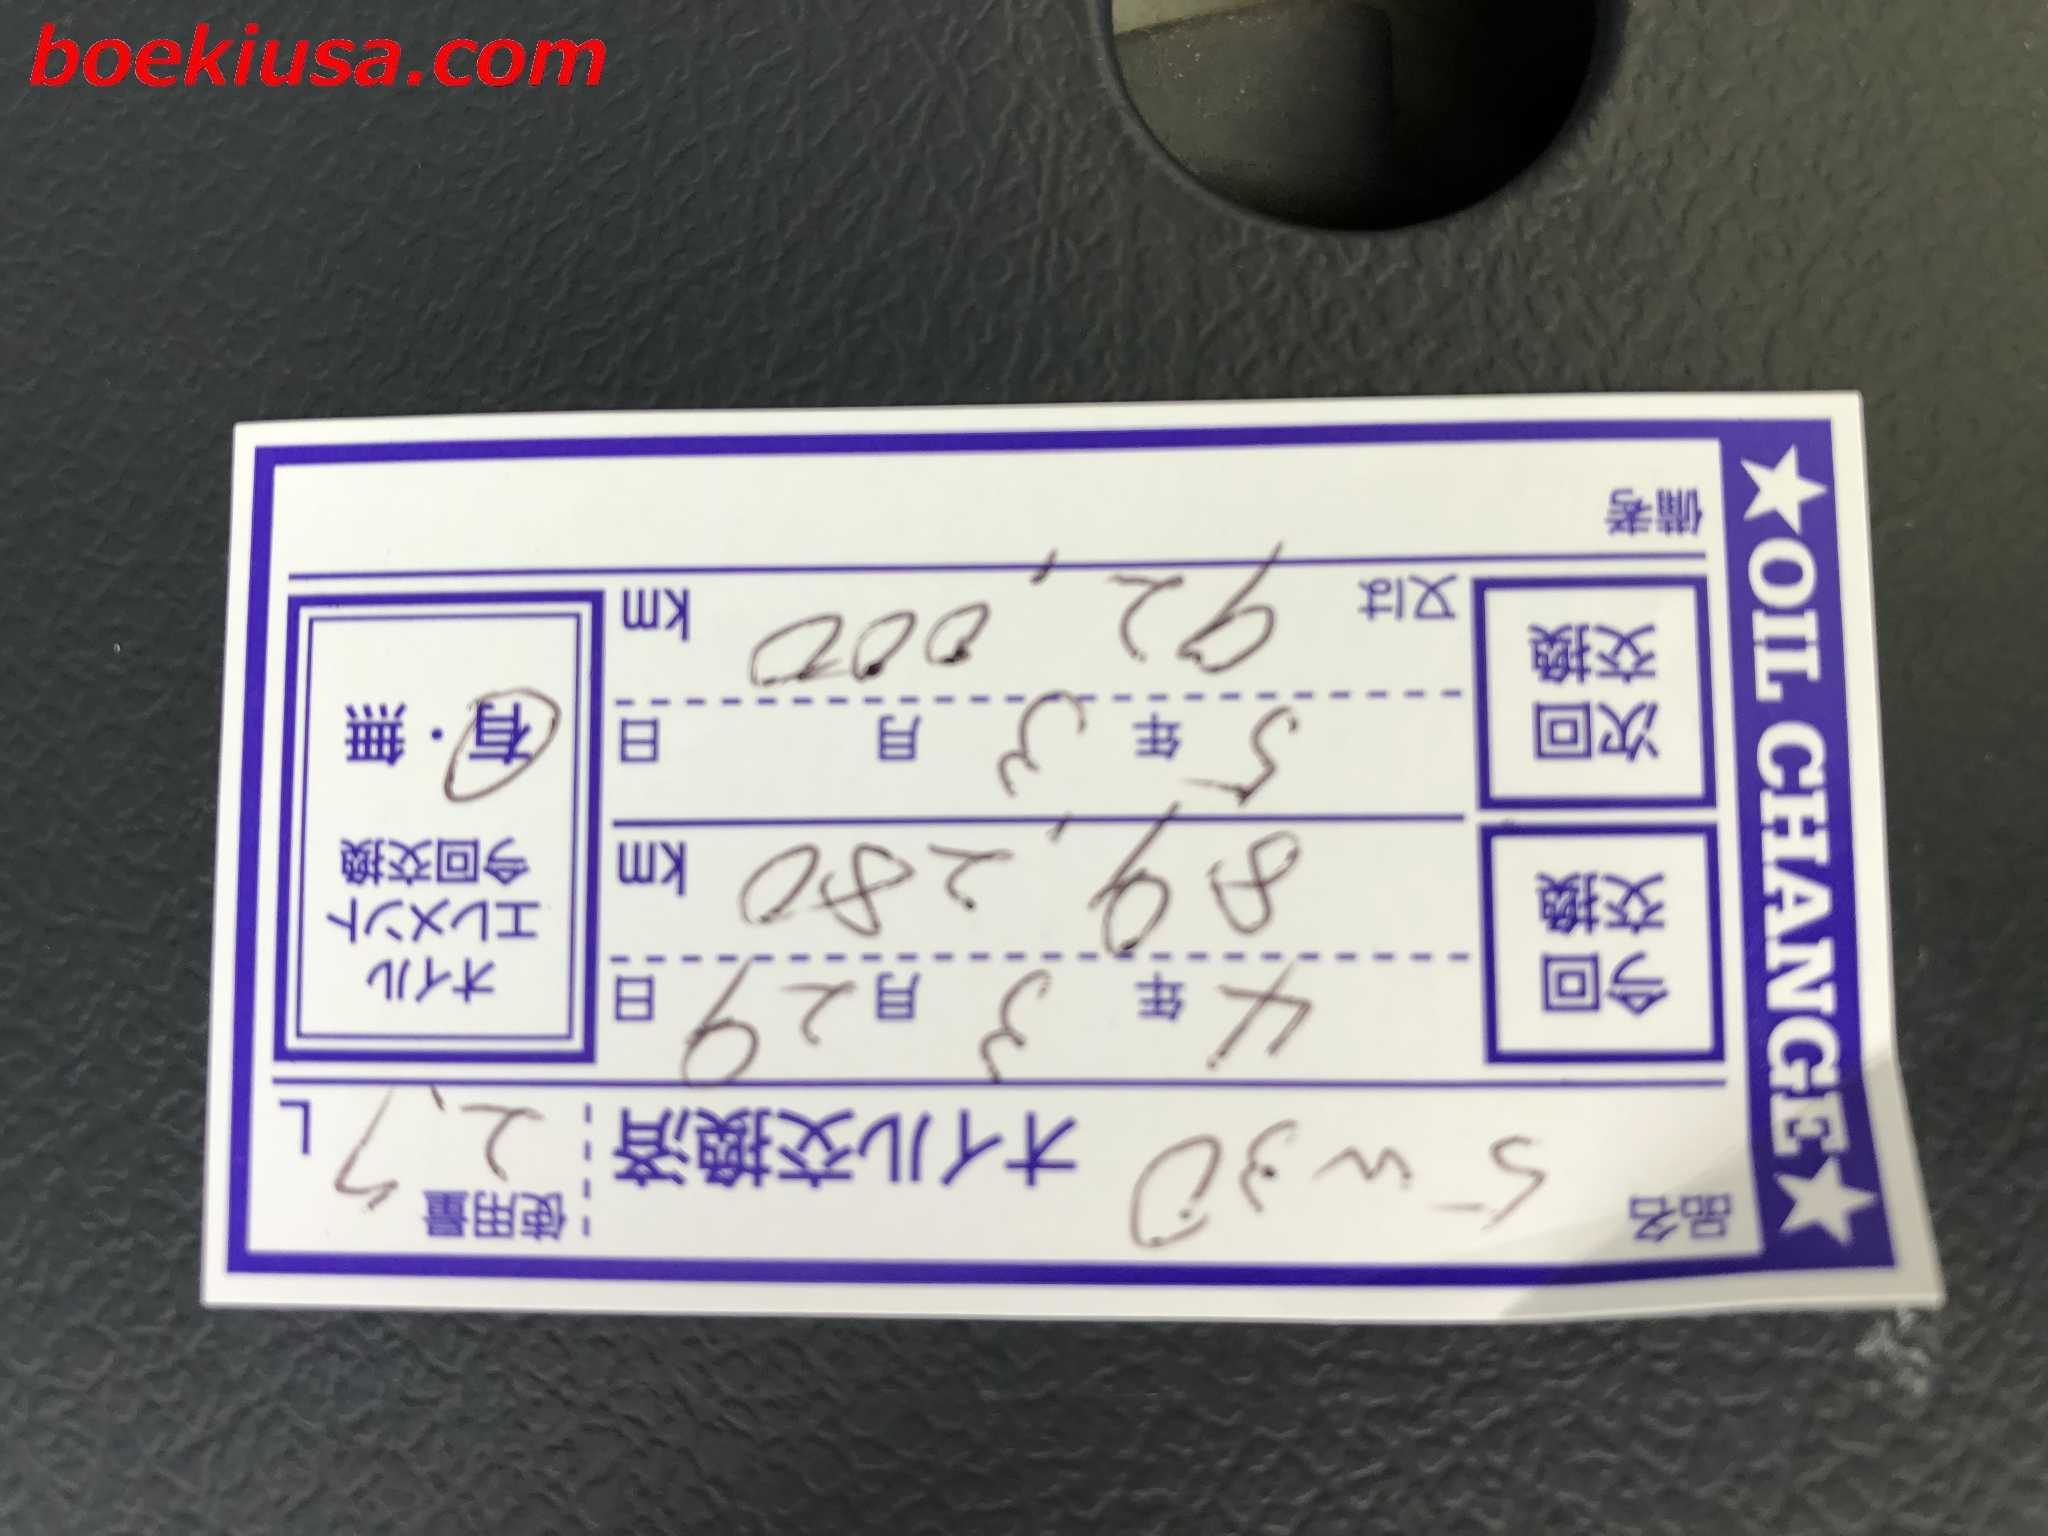 boekiusa.com
★OIL CHANGE★
品名 5w30 オイル交換済 使用量 2.7 L
今回交換 4年 3月 29日
89,280 km
次回交換 5年 3月 日
又は 92,000 km
オイル
エレメント
今回交換
有・無
備考